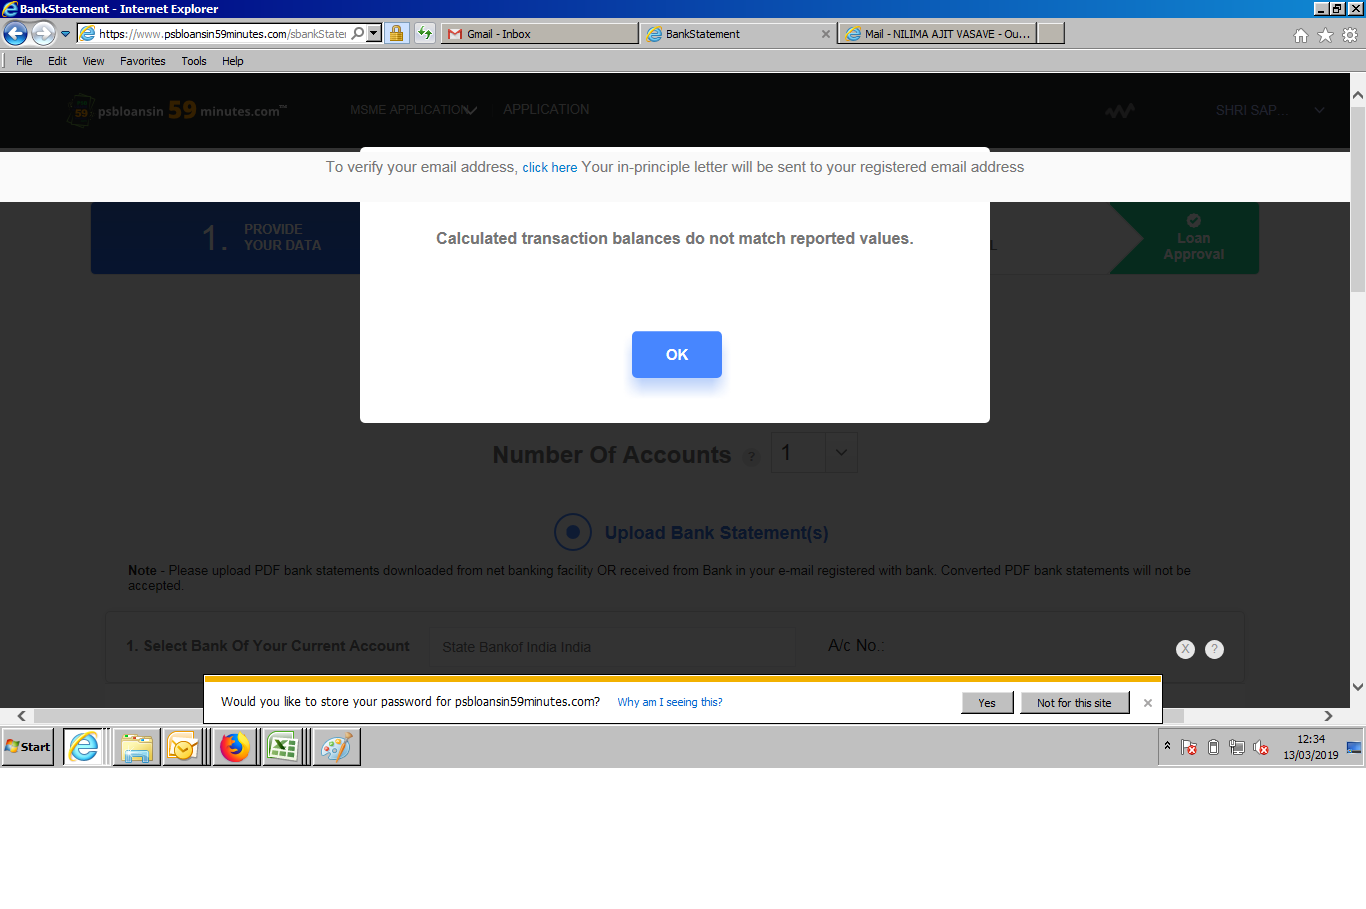 BankStatement - Internet Explorer
https://www.psbloansin59minutes.com/sbankStatem
Gmail - Inbox
BankStatement
Mail - NILIMA AJIT VASAVE - Ou...
File Edit View Favorites Tools Help
psbloansin 59 minutes.com™
MSME APPLICATION
APPLICATION
SHRI SAP...
To verify your email address, click here Your in-principle letter will be sent to your registered email address
1. PROVIDE
YOUR DATA
L
Loan
Approval
Calculated transaction balances do not match reported values.
OK
Number Of Accounts ? 1
Upload Bank Statement(s)
Note - Please upload PDF bank statements downloaded from net banking facility OR received from Bank in your e-mail registered with bank. Converted PDF bank statements will not be
accepted.
1. Select Bank Of Your Current Account State Bankof India India A/c No.: X ?
Would you like to store your password for psbloansin59minutes.com? Why am I seeing this? Yes Not for this site
Start
12:34
13/03/2019